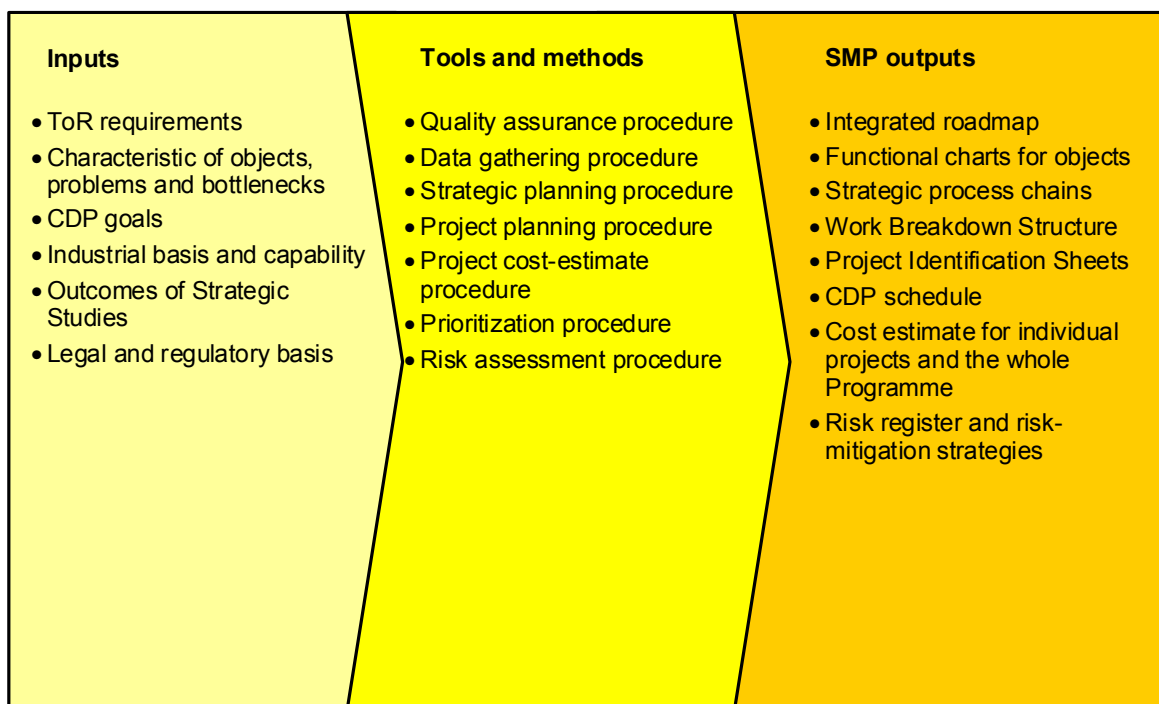 Inputs
• ToR requirements
• Characteristic of objects,
problems and bottlenecks
• CDP goals
• Industrial basis and capability
• Outcomes of Strategic
Studies
• Legal and regulatory basis
Tools and methods
• Quality assurance procedure
• Data gathering procedure
• Strategic planning procedure
• Project planning procedure
• Project cost-estimate
procedure
• Prioritization procedure
• Risk assessment procedure
SMP outputs
• Integrated roadmap
• Functional charts for objects
• Strategic process chains
• Work Breakdown Structure
• Project Identification Sheets
• CDP schedule
• Cost estimate for individual
projects and the whole
Programme
• Risk register and risk-
mitigation strategies